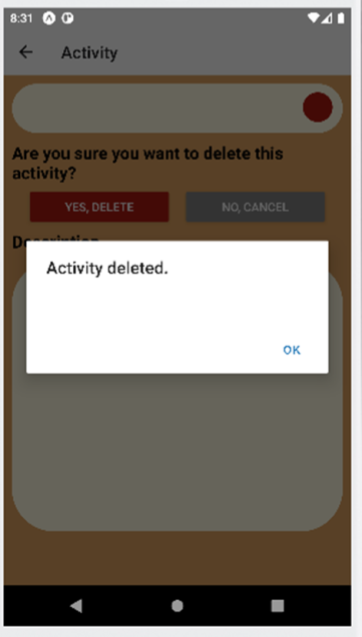 8:31
Activity
Are you sure you want to delete this
activity?
YES, DELETE
NO, CANCEL
Description
Activity deleted.
OK